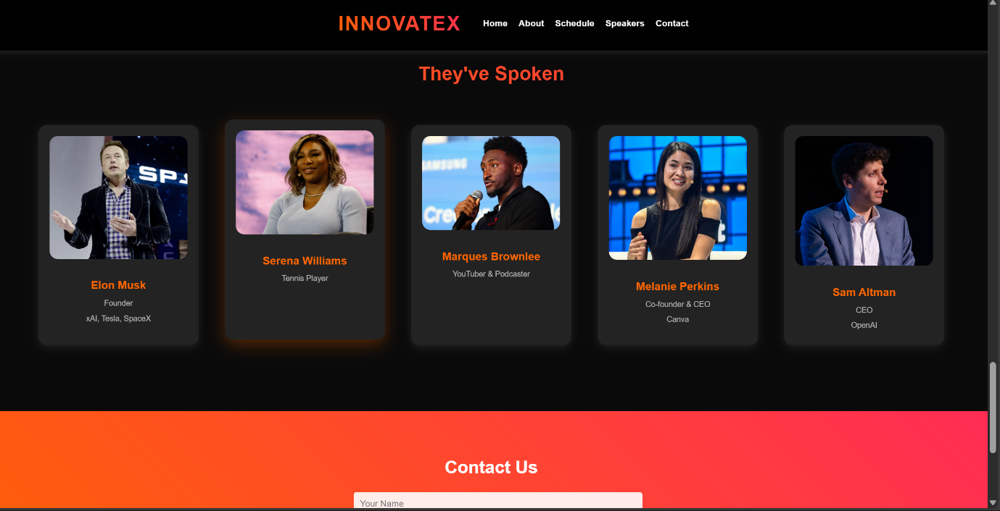 INNOVATEX
Home About Schedule Speakers Contact
They've Spoken
SP
Elon Musk
Founder
xAI, Tesla, SpaceX
Serena Williams
Tennis Player
SAMSUNG
Cre
Marques Brownlee
YouTuber & Podcaster
Melanie Perkins
Co-founder & CEO
Canva
Sam Altman
CEO
OpenAI
Contact Us
Your Name